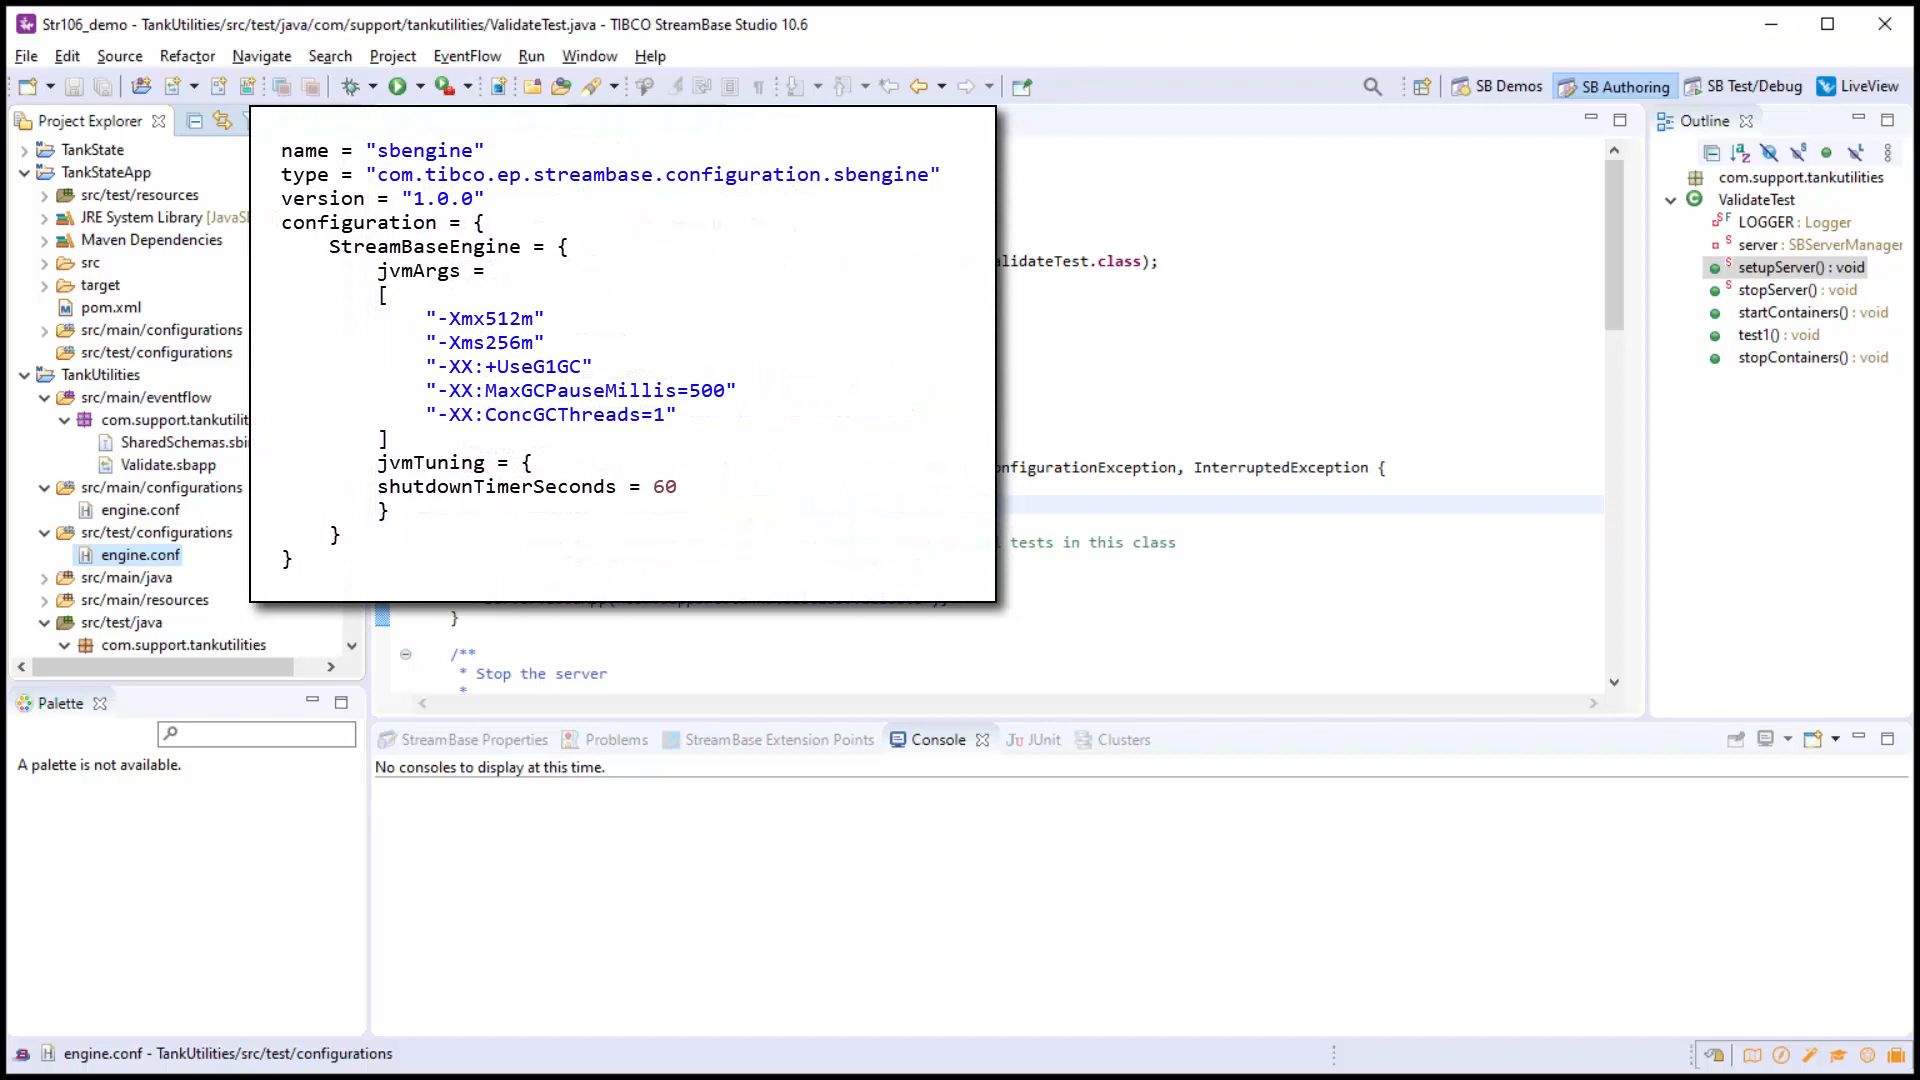 Str106_demo - TankUtilities/src/test/java/com/support/tankutilities/ValidateTest.java - TIBCO StreamBase Studio 10.6
File Edit Source Refactor Navigate Search Project EventFlow Run Window Help
SB Demos SB Authoring SB Test/Debug LiveView
Project Explorer
TankState
TankStateApp
src/test/resources
JRE System Library [JavaSE
Maven Dependencies
src
target
pom.xml
src/main/configurations
src/test/configurations
TankUtilities
src/main/eventflow
com.support.tankutilit
SharedSchemas.sbi
Validate.sbapp
src/main/configurations
engine.conf
src/test/configurations
engine.conf
src/main/java
src/main/resources
src/test/java
com.support.tankutilities
name = "sbengine"
type = "com.tibco.ep.streambase.configuration.sbengine"
version = "1.0.0"
configuration = {
StreamBaseEngine = {
jvmArgs =
[
"-Xmx512m"
"-Xms256m"
"-XX:+UseG1GC"
"-XX:MaxGCPauseMillis=500"
"-XX:ConcGCThreads=1"
]
jvmTuning = {
shutdownTimerSeconds = 60
}
}
}
alidateTest.class);
onfigurationException, InterruptedException {
l tests in this class
}
/**
* Stop the server
*
Outline
com.support.tankutilities
ValidateTest
LOGGER : Logger
server : SBServerManager
setupServer() : void
stopServer() : void
startContainers() : void
test1() : void
stopContainers() : void
Palette
A palette is not available.
StreamBase Properties Problems StreamBase Extension Points Console JUnit Clusters
No consoles to display at this time.
engine.conf - TankUtilities/src/test/configurations